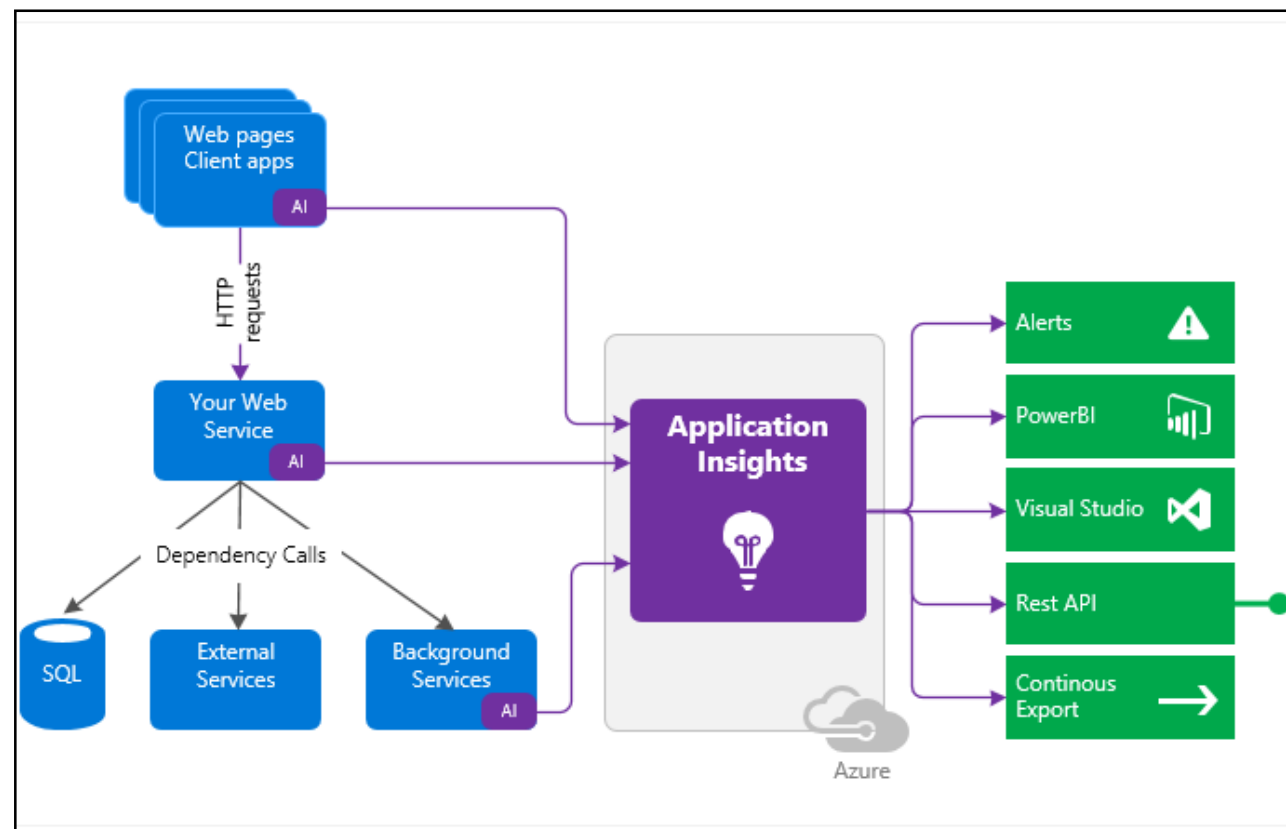 Web pages
Client apps
AI
HTTP
requests
Your Web
Service
AI
Dependency Calls
SQL
External
Services
Background
Services
AI
Application
Insights
Azure
Alerts
PowerBI
Visual Studio
Rest API
Continous
Export